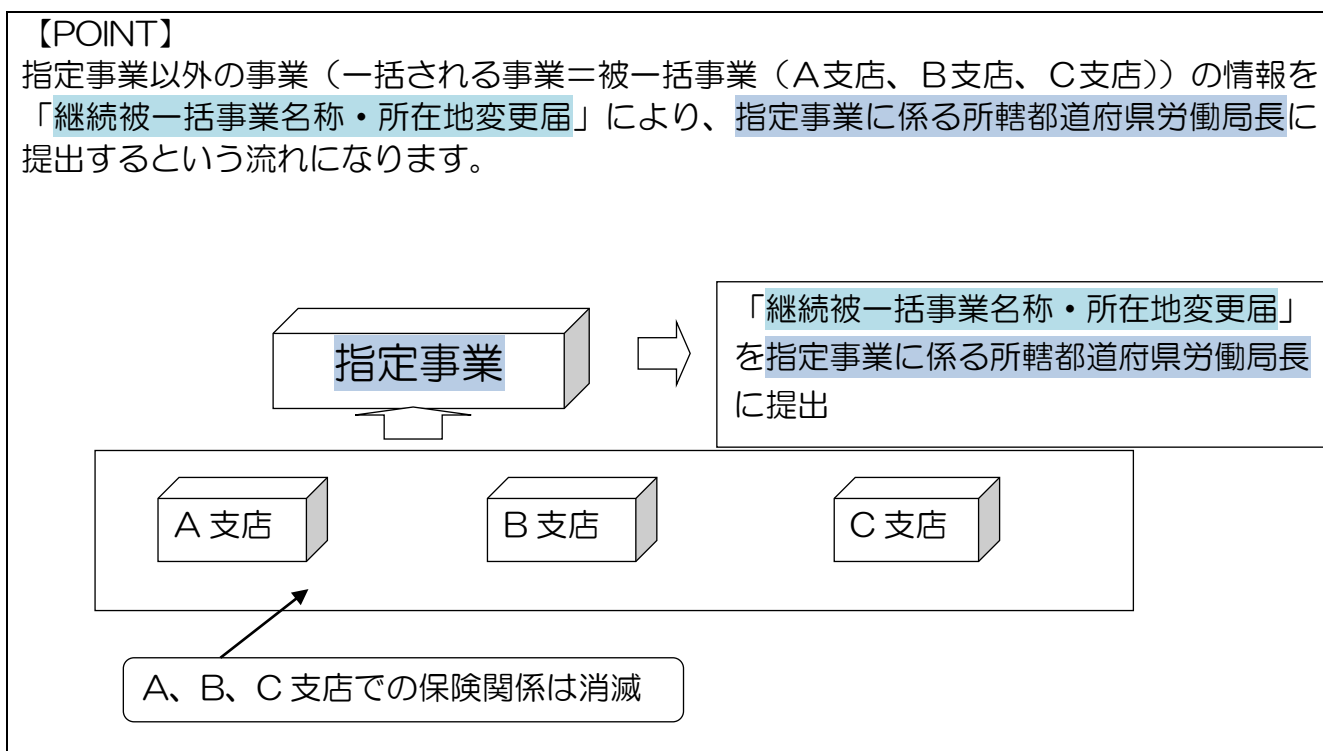 【POINT】
指定事業以外の事業（一括される事業＝被一括事業（A支店、B支店、C支店））の情報を
「継続被一括事業名称・所在地変更届」により、指定事業に係る所轄都道府県労働局長に
提出するという流れになります。
指定事業
「継続被一括事業名称・所在地変更届」
を指定事業に係る所轄都道府県労働局長
に提出
A 支店
B 支店
C 支店
A、B、C 支店での保険関係は消滅